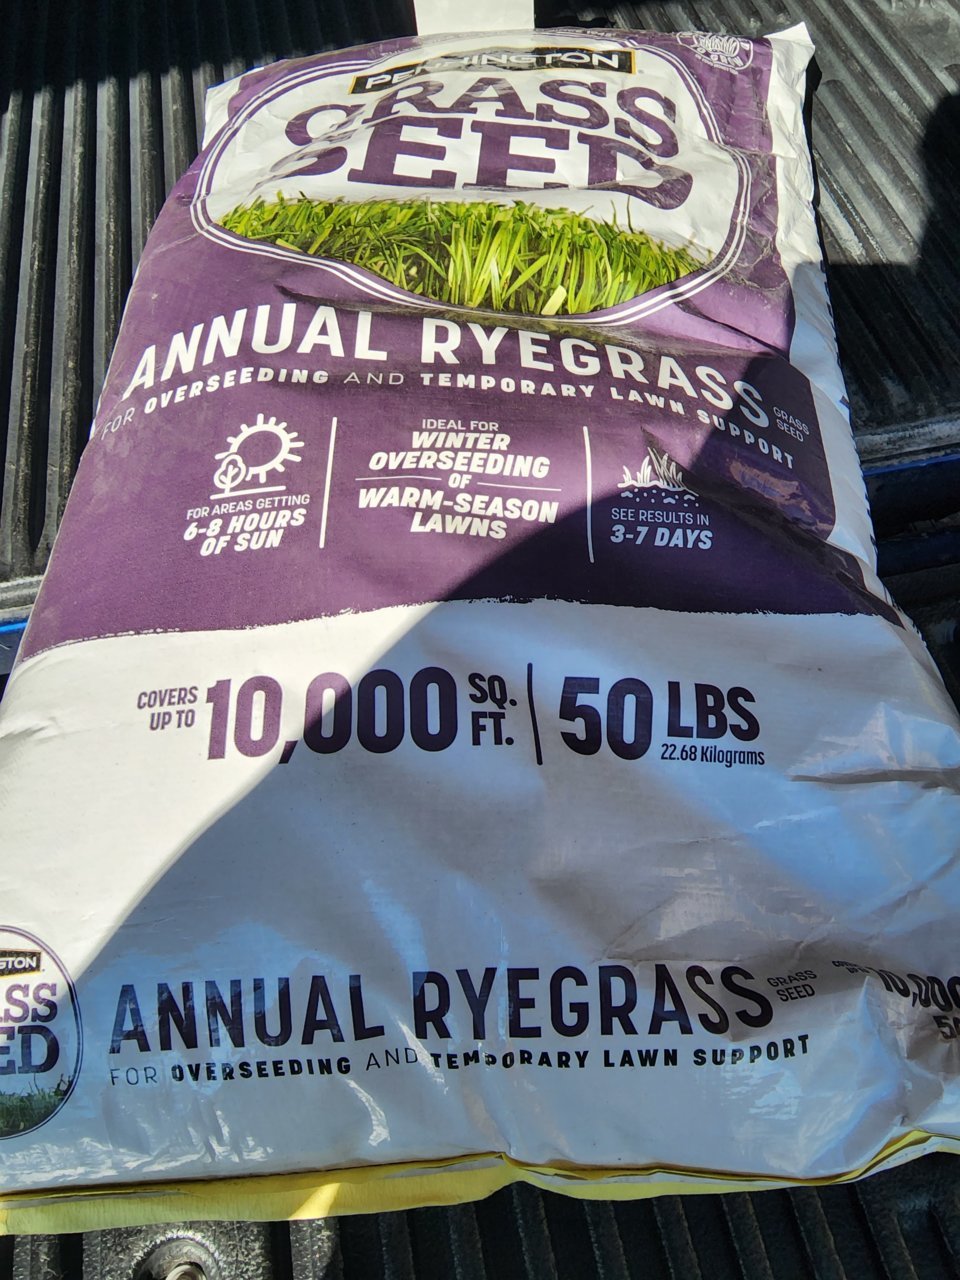 PENNINGTON
GRASS
SEED
ANNUAL RYEGRASS GRASS SEED
FOR OVERSEEDING AND TEMPORARY LAWN SUPPORT
FOR AREAS GETTING
6-8 HOURS
OF SUN
IDEAL FOR
WINTER
OVERSEEDING
OF
WARM-SEASON
LAWNS
SEE RESULTS IN
3-7 DAYS
COVERS
UP TO
10,000 SQ. FT.
50 LBS
22.68 Kilograms
ANNUAL RYEGRASS GRASS SEED
FOR OVERSEEDING AND TEMPORARY LAWN SUPPORT